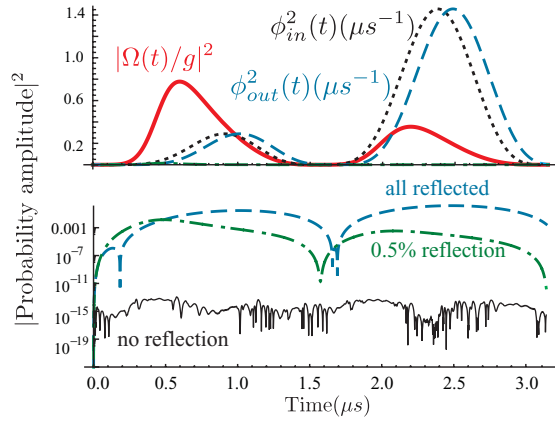 |Probability amplitude|²
1.4
1.0
0.6
0.2
|Ω(t)/g|²
ϕ²ᵢₙ(t)(μs⁻¹)
ϕ²ₒᵤₜ(t)(μs⁻¹)
0.001
10⁻⁷
10⁻¹¹
10⁻¹⁵
10⁻¹⁹
all reflected
0.5% reflection
no reflection
0.0 0.5 1.0 1.5 2.0 2.5 3.0
Time(μs)